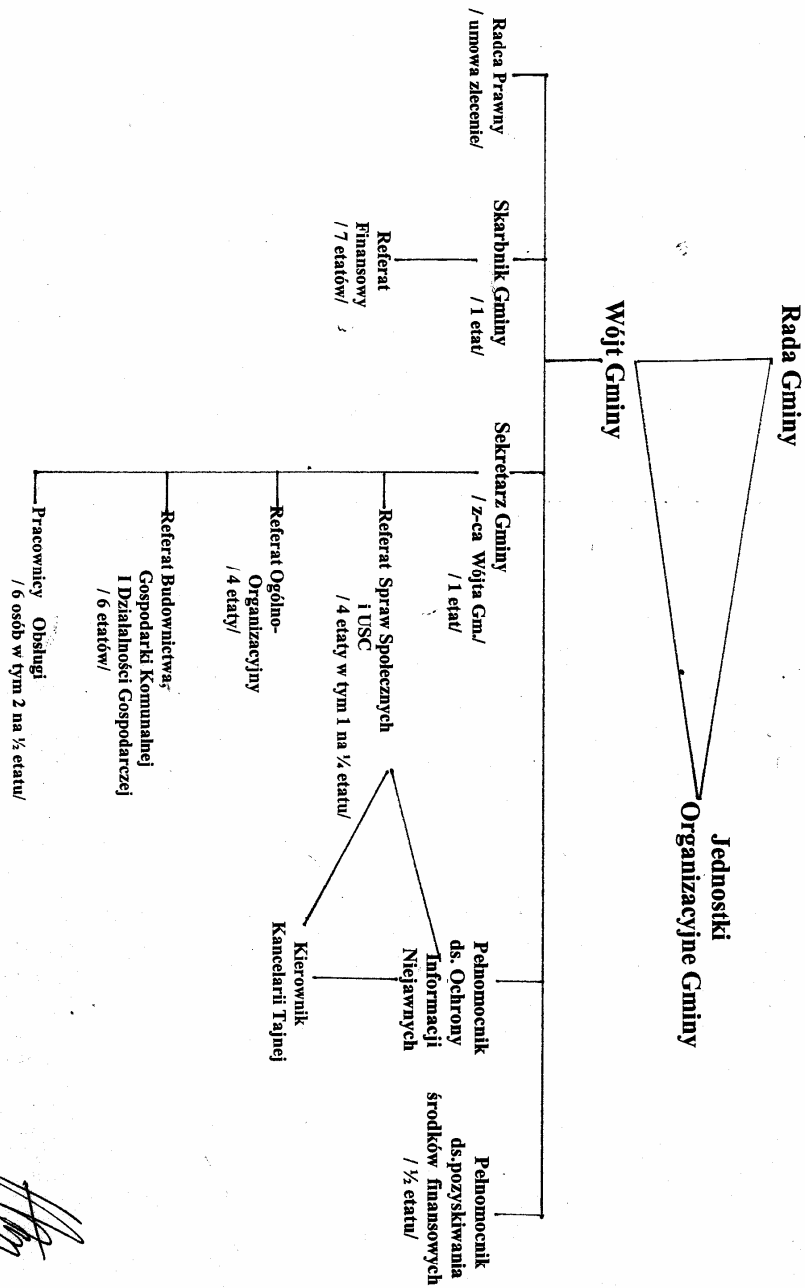 Rada Gminy
Wójt Gminy
Jednostki
Organizacyjne Gminy
Radca Prawny
/ umowa zlecenie/
Skarbnik Gminy
/ 1 etat/
Referat
Finansowy
/ 7 etatów/
Sekretarz Gminy
/ z-ca Wójta Gm./
/ 1 etat/
Referat Spraw Społecznych
i USC
/ 4 etaty w tym 1 na ¼ etatu/
Referat Ogólno-
Organizacyjny
/ 4 etaty/
Referat Budownictwa,
Gospodarki Komunalnej
I Działalności Gospodarczej
/ 6 etatów/
Pracownicy Obsługi
/ 6 osób w tym 2 na ½ etatu/
Pełnomocnik
ds. Ochrony
Informacji
Niejawnych
Kierownik
Kancelarii Tajnej
Pełnomocnik
ds.pozyskiwania
środków finansowych
/ ½ etatu/